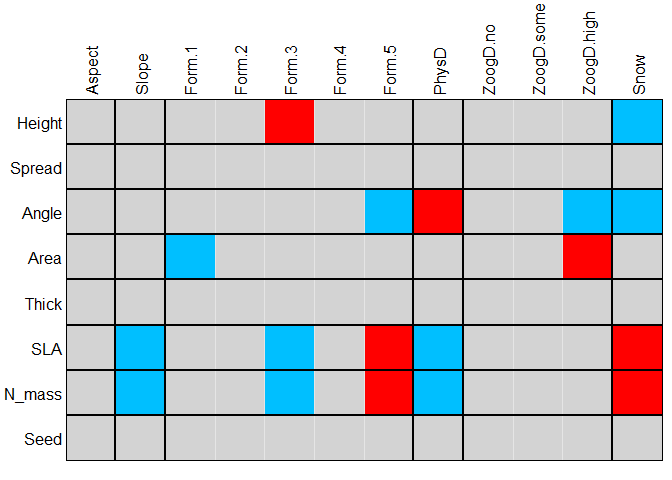 Aspect
Slope
Form.1
Form.2
Form.3
Form.4
Form.5
PhysD
ZoogD.no
ZoogD.some
ZoogD.high
Snow
Height
Spread
Angle
Area
Thick
SLA
N_mass
Seed